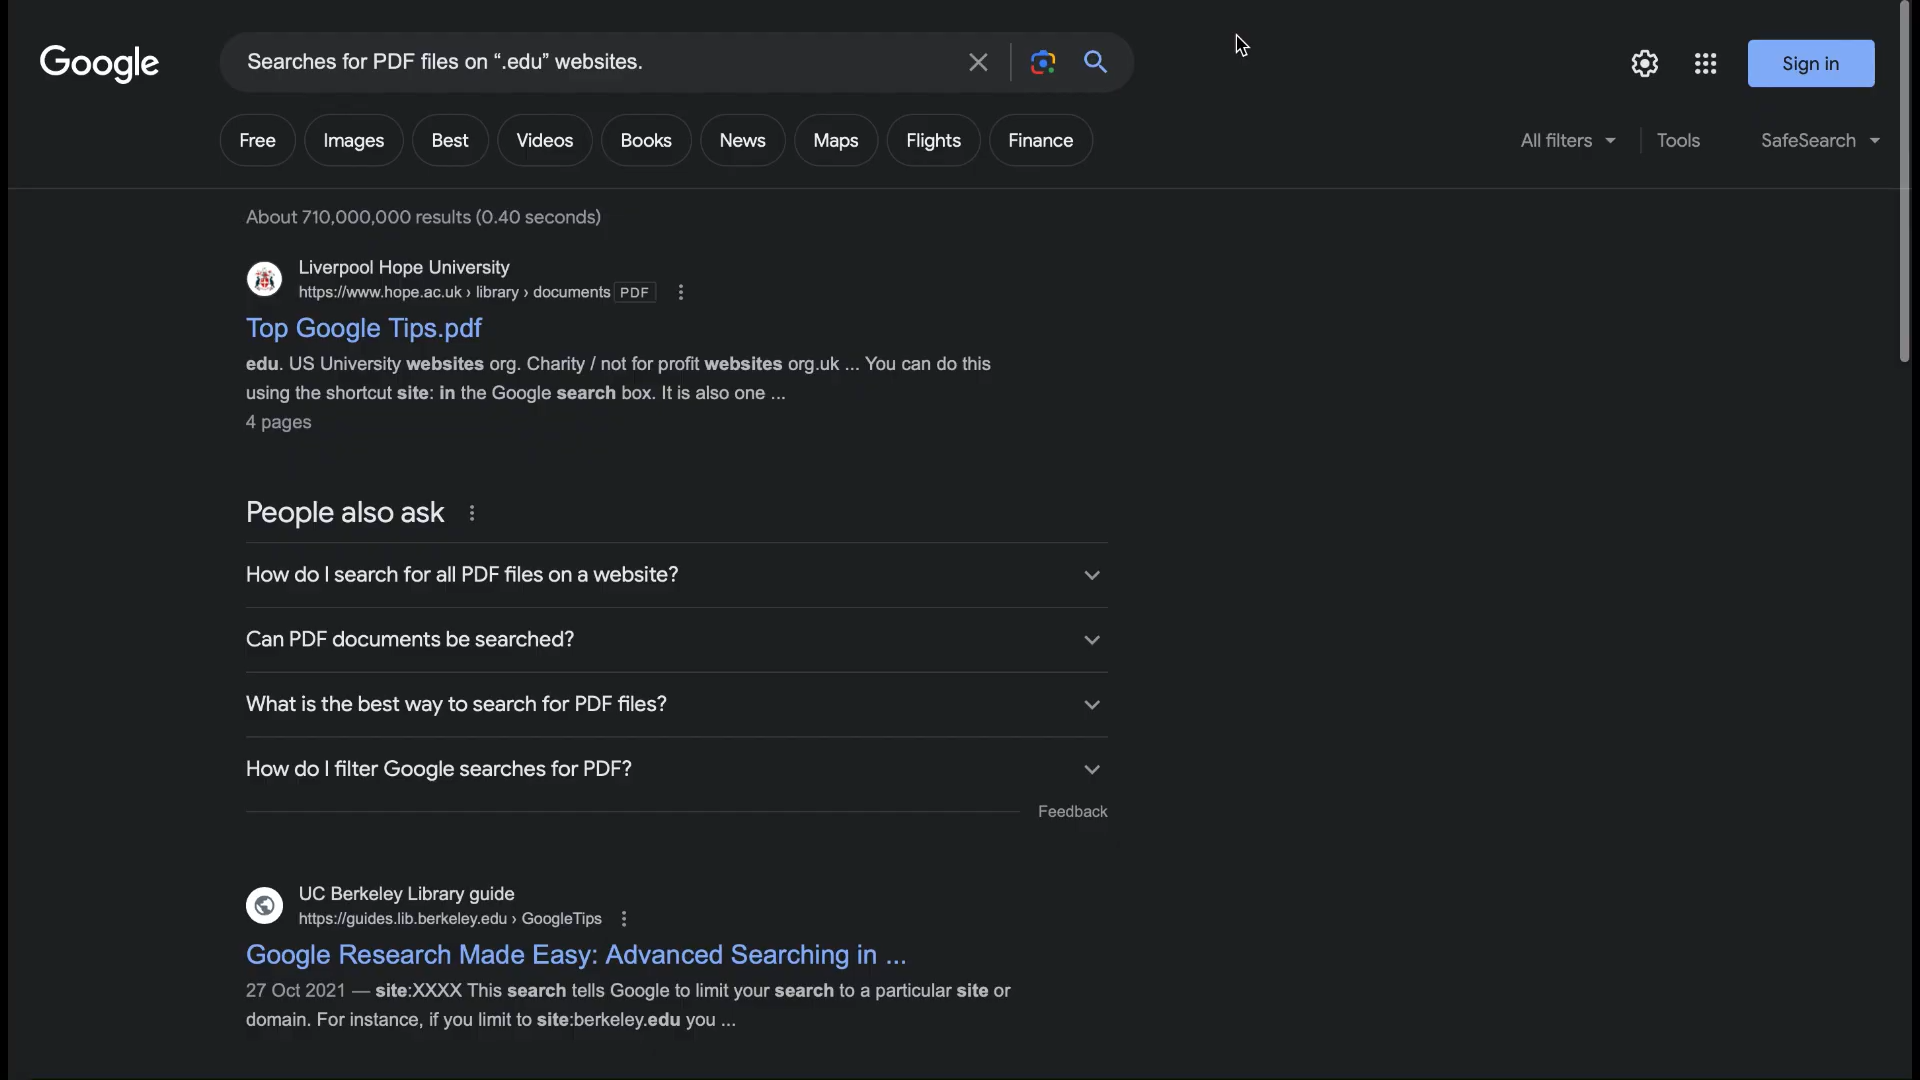 Google
Searches for PDF files on “.edu” websites.
Sign in
Free
Images
Best
Videos
Books
News
Maps
Flights
Finance
All filters
Tools
SafeSearch
About 710,000,000 results (0.40 seconds)
Liverpool Hope University
https://www.hope.ac.uk › library › documents PDF
Top Google Tips.pdf
edu. US University websites org. Charity / not for profit websites org.uk ... You can do this
using the shortcut site: in the Google search box. It is also one ...
4 pages
People also ask
How do I search for all PDF files on a website?
Can PDF documents be searched?
What is the best way to search for PDF files?
How do I filter Google searches for PDF?
Feedback
UC Berkeley Library guide
https://guides.lib.berkeley.edu › GoogleTips
Google Research Made Easy: Advanced Searching in ...
27 Oct 2021 — site:XXXX This search tells Google to limit your search to a particular site or
domain. For instance, if you limit to site:berkeley.edu you ...